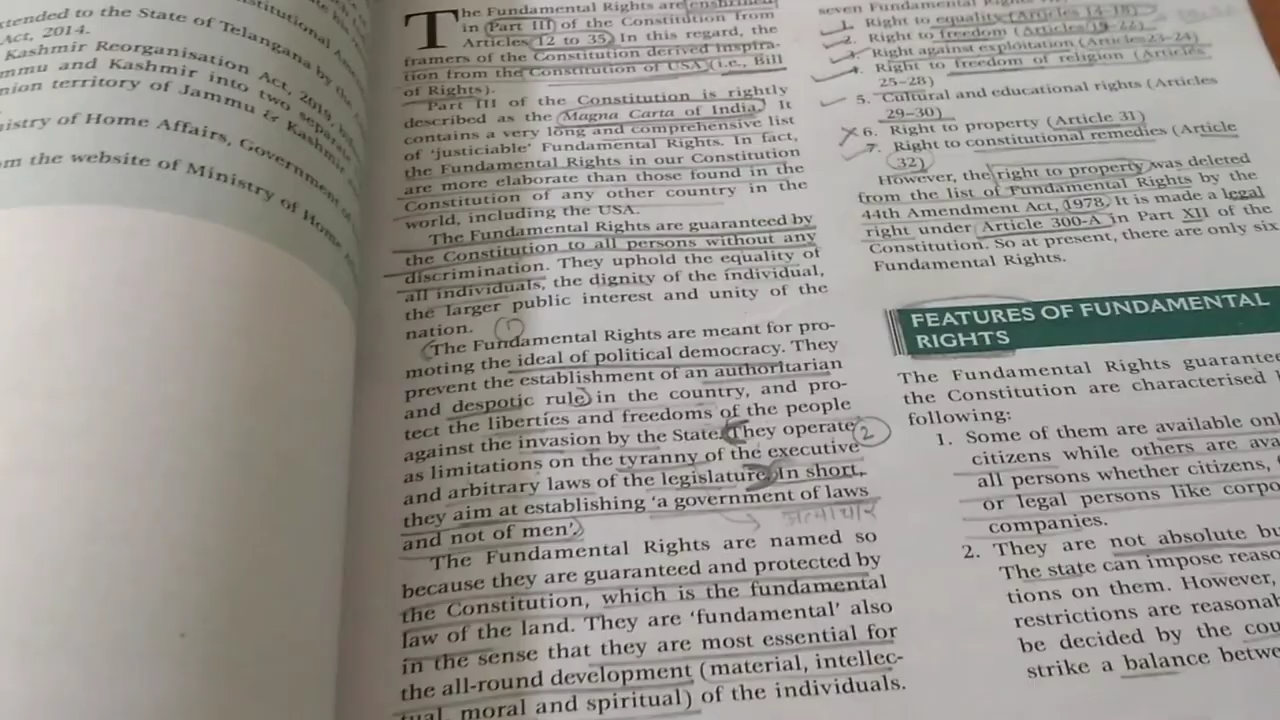 xtended to the State of Telangana by the
Act, 2014.
Kashmir Reorganisation Act, 2019,
mmu and Kashmir into two separate
nion territory of Jammu & Kashmir
nistry of Home Affairs, Government of
om the website of Ministry of Home
The Fundamental Rights are enshrined
in Part III of the Constitution from
Articles 12 to 35. In this regard, the
framers of the Constitution derived inspira-
tion from the Constitution of USA (i.e., Bill
of Rights).
Part III of the Constitution is rightly
described as the Magna Carta of India. It
contains a very long and comprehensive list
of 'justiciable' Fundamental Rights. In fact,
the Fundamental Rights in our Constitution
are more elaborate than those found in the
Constitution of any other country in the
world, including the USA.
The Fundamental Rights are guaranteed by
the Constitution to all persons without any
discrimination. They uphold the equality of
all individuals, the dignity of the individual,
the larger public interest and unity of the
nation. 1
The Fundamental Rights are meant for pro-
moting the ideal of political democracy. They
prevent the establishment of an authoritarian
and despotic rule in the country, and pro-
tect the liberties and freedoms of the people
against the invasion by the State. They operate 2
as limitations on the tyranny of the executive
and arbitrary laws of the legislature. In short,
they aim at establishing 'a government of laws
and not of men'.
अत्याचार
The Fundamental Rights are named so
because they are guaranteed and protected by
the Constitution, which is the fundamental
law of the land. They are 'fundamental' also
in the sense that they are most essential for
the all-round development (material, intellec-
tual, moral and spiritual) of the individuals.
seven Fundamental Rights
1. Right to equality (Articles 14-18)
2. Right to freedom (Articles 19-22)
Right against exploitation (Articles 23-24)
4. Right to freedom of religion (Articles
25-28)
5. Cultural and educational rights (Articles
29-30)
6. Right to property (Article 31)
7. Right to constitutional remedies (Article
32)
However, the right to property was deleted
from the list of Fundamental Rights by the
44th Amendment Act, 1978. It is made a legal
right under Article 300-A in Part XII of the
Constitution. So at present, there are only six
Fundamental Rights.
FEATURES OF FUNDAMENTAL
RIGHTS
The Fundamental Rights guarantee
the Constitution are characterised
following:
1. Some of them are available onl
citizens while others are ava
all persons whether citizens,
or legal persons like corpo
companies.
2. They are not absolute bu
The state can impose reaso
tions on them. However,
restrictions are reasonal
be decided by the cou
strike a balance betwe